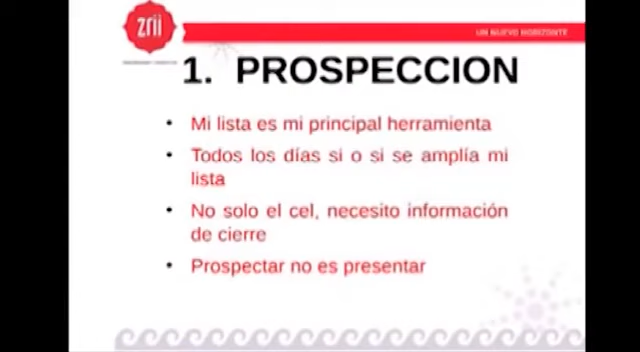 zrii
UN NUEVO HORIZONTE
1. PROSPECCION
• Mi lista es mi principal herramienta
• Todos los días si o si se amplía mi
lista
• No solo el cel, necesito información
de cierre
• Prospectar no es presentar